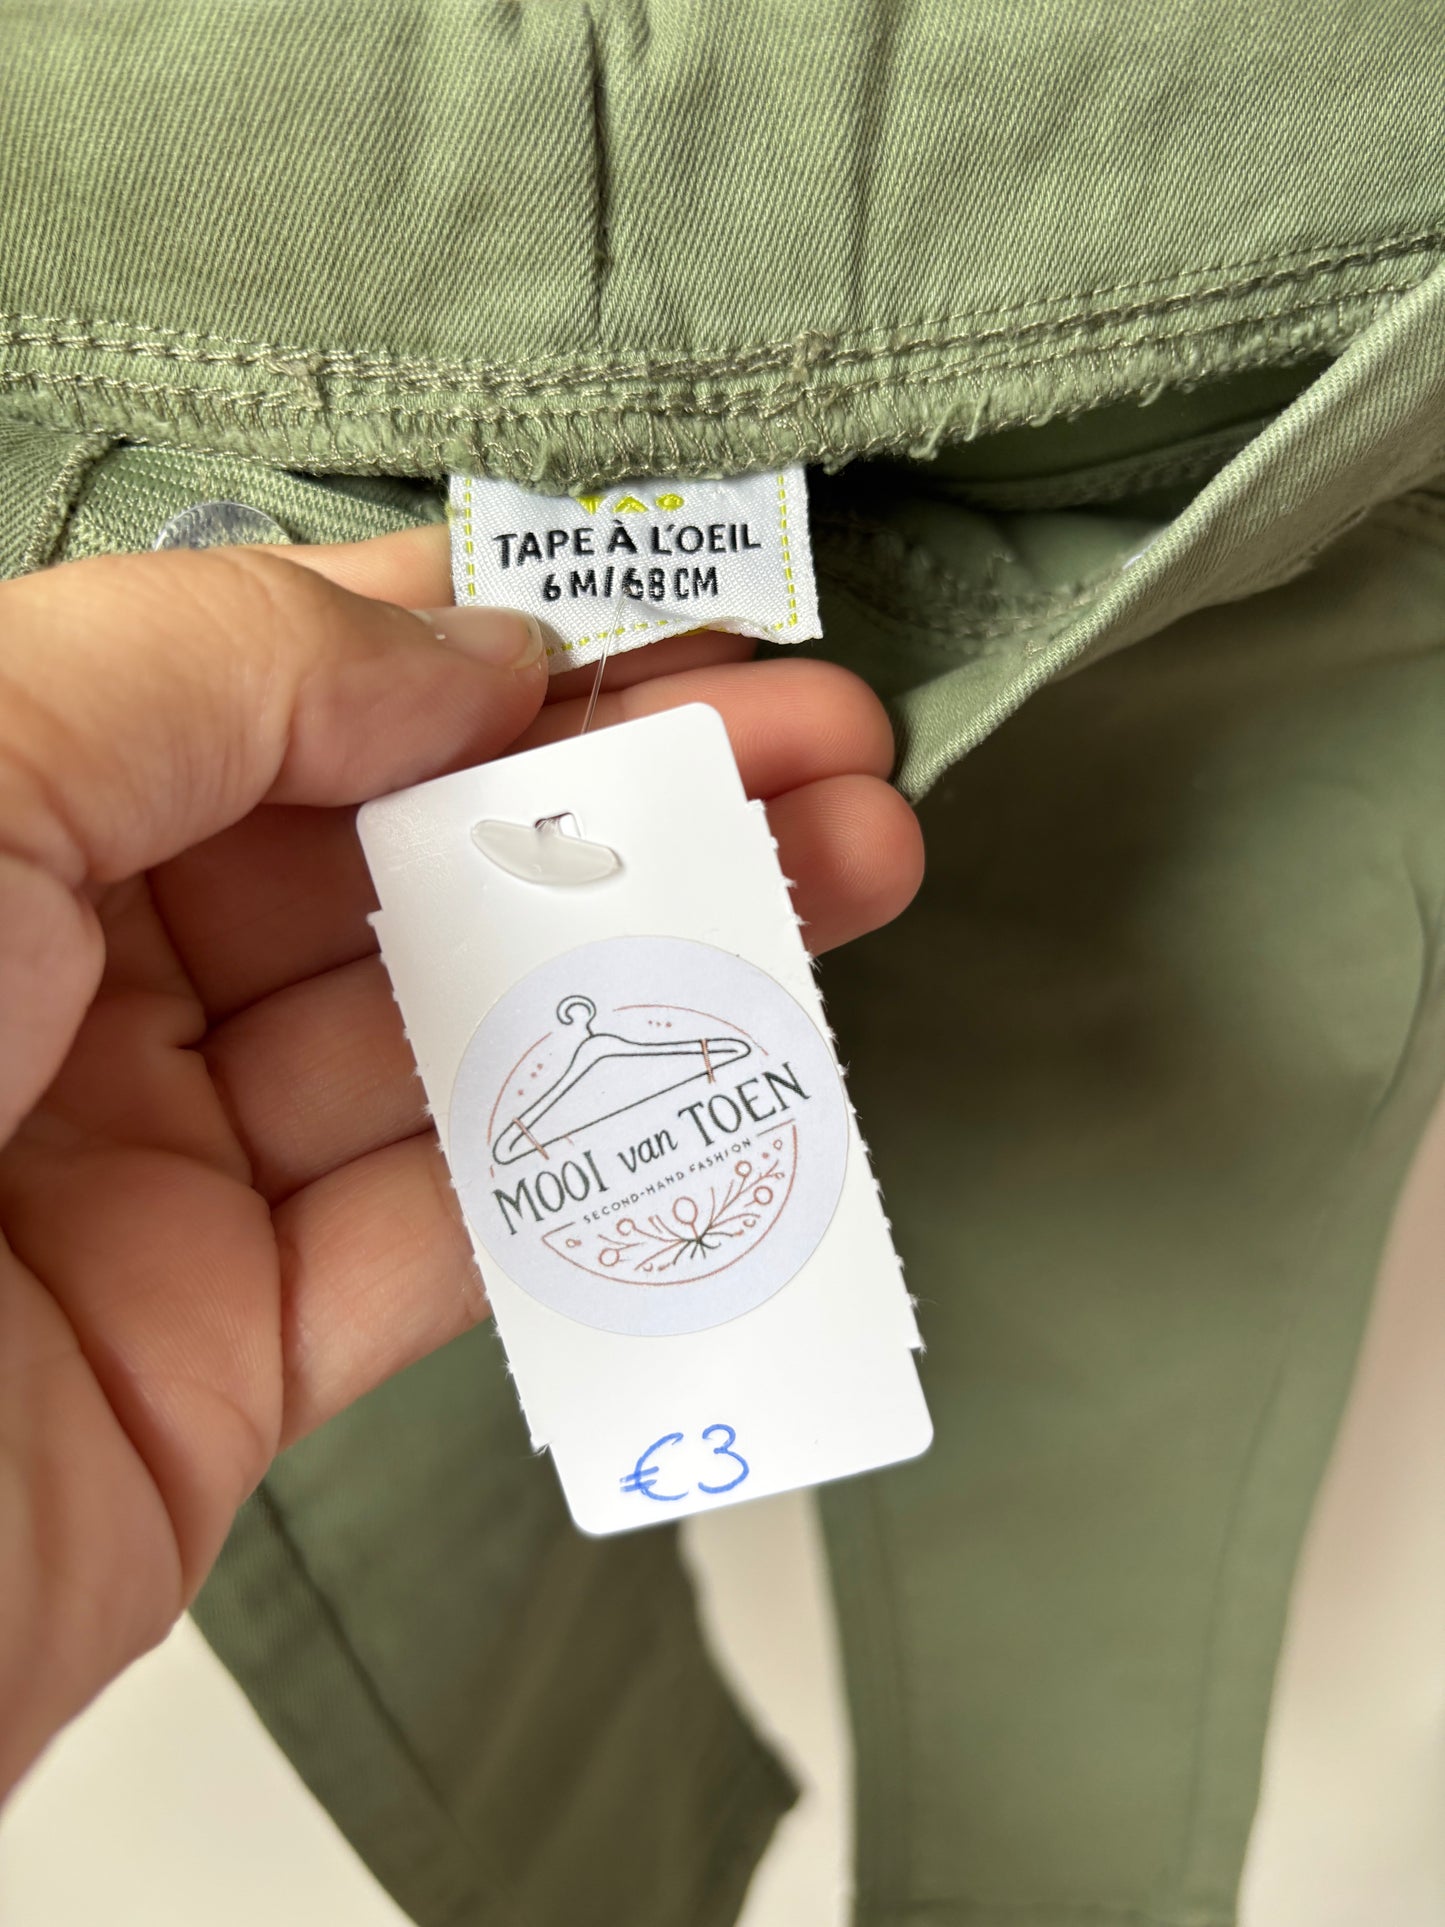 TAO
TAPE À L'OEIL
6M/68CM
MOOI van TOEN
SECOND-HAND FASHION
€3